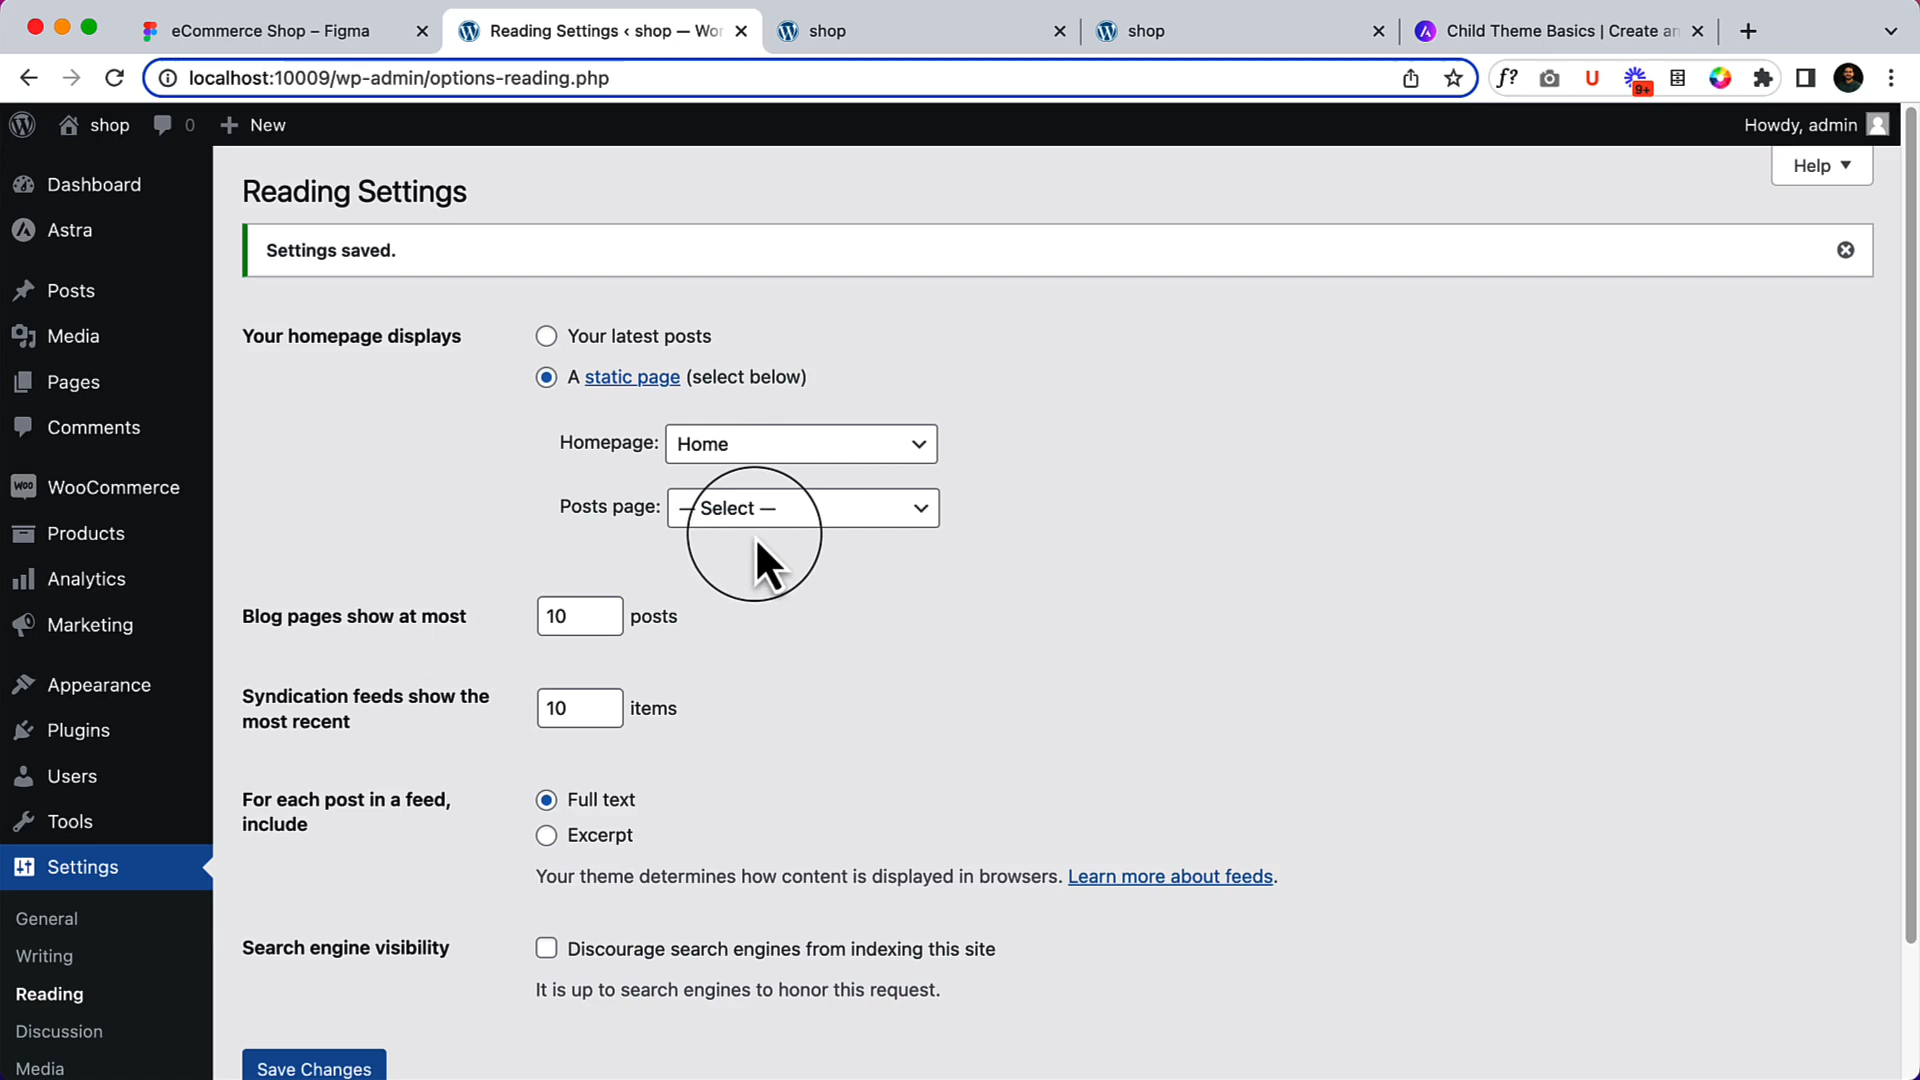 eCommerce Shop – Figma
Reading Settings ‹ shop — Wor
shop
shop
Child Theme Basics | Create an
localhost:10009/wp-admin/options-reading.php
f?
U
9+
shop
0
New
Howdy, admin
Help
Dashboard
Astra
Posts
Media
Pages
Comments
WOO
WooCommerce
Products
Analytics
Marketing
Appearance
Plugins
Users
Tools
Settings
General
Writing
Reading
Discussion
Media
Reading Settings
Settings saved.
Your homepage displays
Your latest posts
A static page (select below)
Homepage: Home
Posts page: — Select —
Blog pages show at most 10 posts
Syndication feeds show the
most recent
10 items
For each post in a feed,
include
Full text
Excerpt
Your theme determines how content is displayed in browsers. Learn more about feeds.
Search engine visibility
Discourage search engines from indexing this site
It is up to search engines to honor this request.
Save Changes